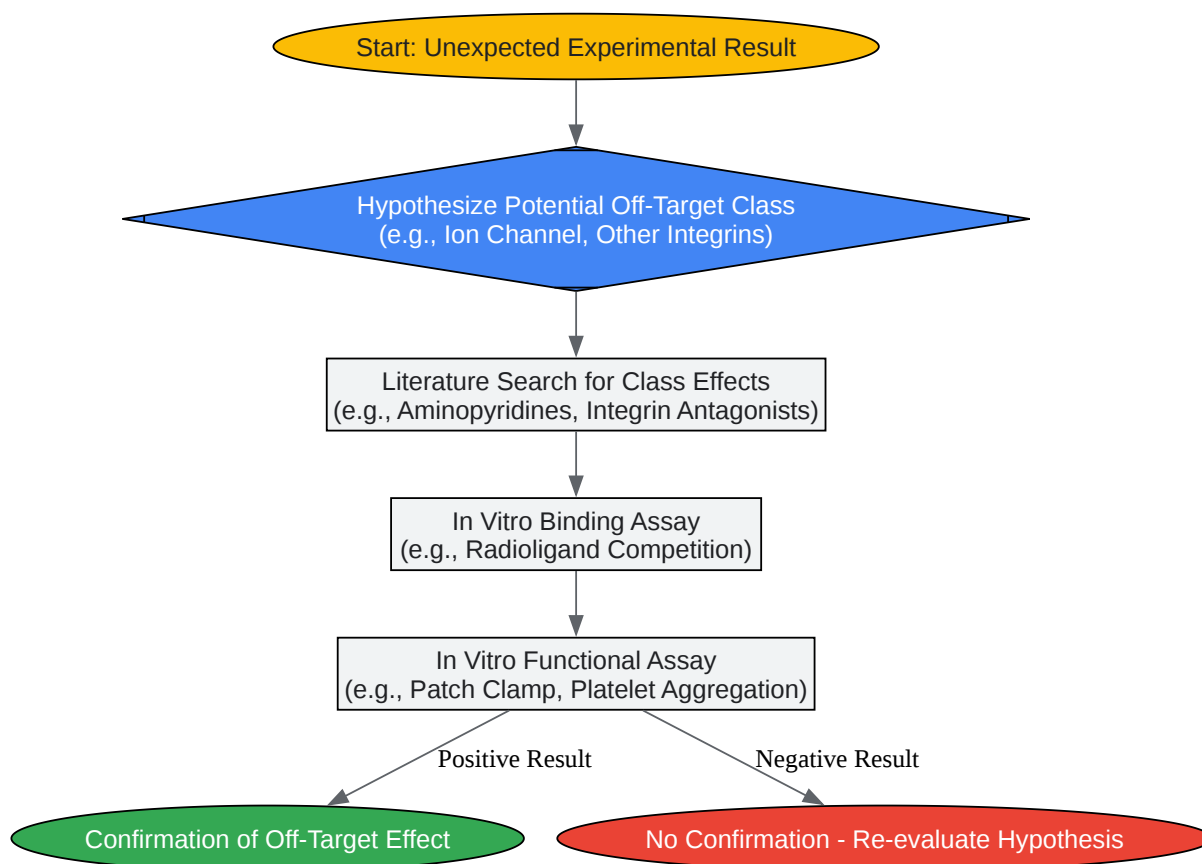 Start: Unexpected Experimental Result
Hypothesize Potential Off-Target Class
(e.g., Ion Channel, Other Integrins)
Literature Search for Class Effects
(e.g., Aminopyridines, Integrin Antagonists)
In Vitro Binding Assay
(e.g., Radioligand Competition)
In Vitro Functional Assay
(e.g., Patch Clamp, Platelet Aggregation)
Positive Result
Negative Result
Confirmation of Off-Target Effect
No Confirmation - Re-evaluate Hypothesis